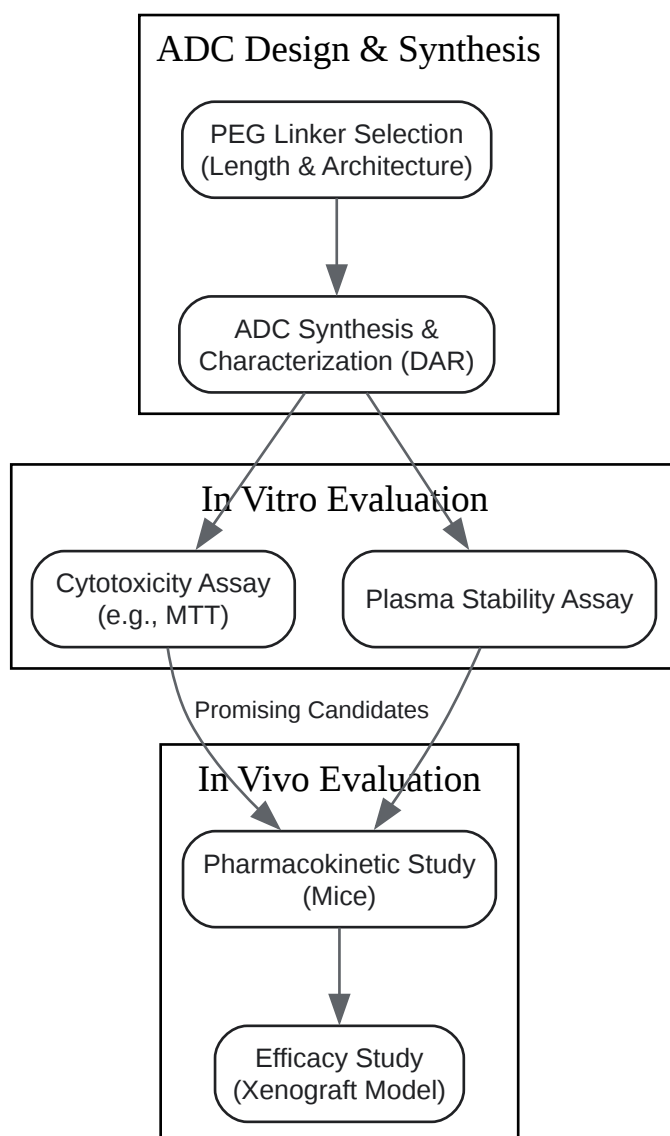 ADC Design & Synthesis
PEG Linker Selection
(Length & Architecture)
ADC Synthesis &
Characterization (DAR)
In Vitro Evaluation
Cytotoxicity Assay
(e.g., MTT)
Plasma Stability Assay
Promising Candidates
In Vivo Evaluation
Pharmacokinetic Study
(Mice)
Efficacy Study
(Xenograft Model)